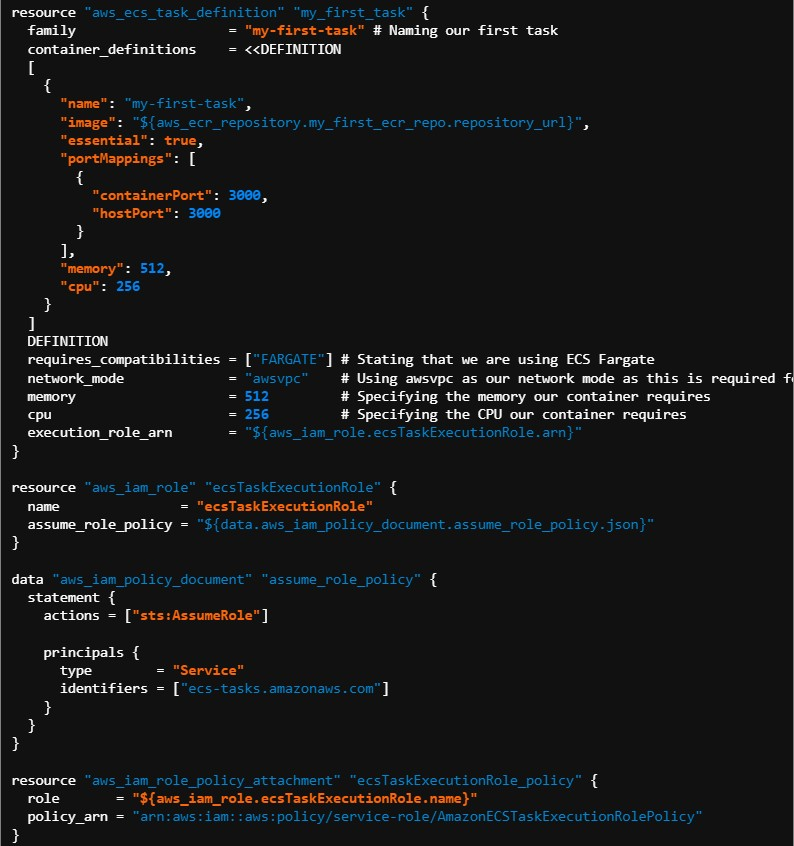 resource "aws_ecs_task_definition" "my_first_task" {
  family                   = "my-first-task" # Naming our first task
  container_definitions    = <<DEFINITION
  [
    {
      "name": "my-first-task",
      "image": "${aws_ecr_repository.my_first_ecr_repo.repository_url}",
      "essential": true,
      "portMappings": [
        {
          "containerPort": 3000,
          "hostPort": 3000
        }
      ],
      "memory": 512,
      "cpu": 256
    }
  ]
  DEFINITION
  requires_compatibilities = ["FARGATE"] # Stating that we are using ECS Fargate
  network_mode             = "awsvpc"    # Using awsvpc as our network mode as this is required
  memory                   = 512         # Specifying the memory our container requires
  cpu                      = 256         # Specifying the CPU our container requires
  execution_role_arn       = "${aws_iam_role.ecsTaskExecutionRole.arn}"
}

resource "aws_iam_role" "ecsTaskExecutionRole" {
  name               = "ecsTaskExecutionRole"
  assume_role_policy = "${data.aws_iam_policy_document.assume_role_policy.json}"
}

data "aws_iam_policy_document" "assume_role_policy" {
  statement {
    actions = ["sts:AssumeRole"]

    principals {
      type        = "Service"
      identifiers = ["ecs-tasks.amazonaws.com"]
    }
  }
}

resource "aws_iam_role_policy_attachment" "ecsTaskExecutionRole_policy" {
  role       = "${aws_iam_role.ecsTaskExecutionRole.name}"
  policy_arn = "arn:aws:iam::aws:policy/service-role/AmazonECSTaskExecutionRolePolicy"
}